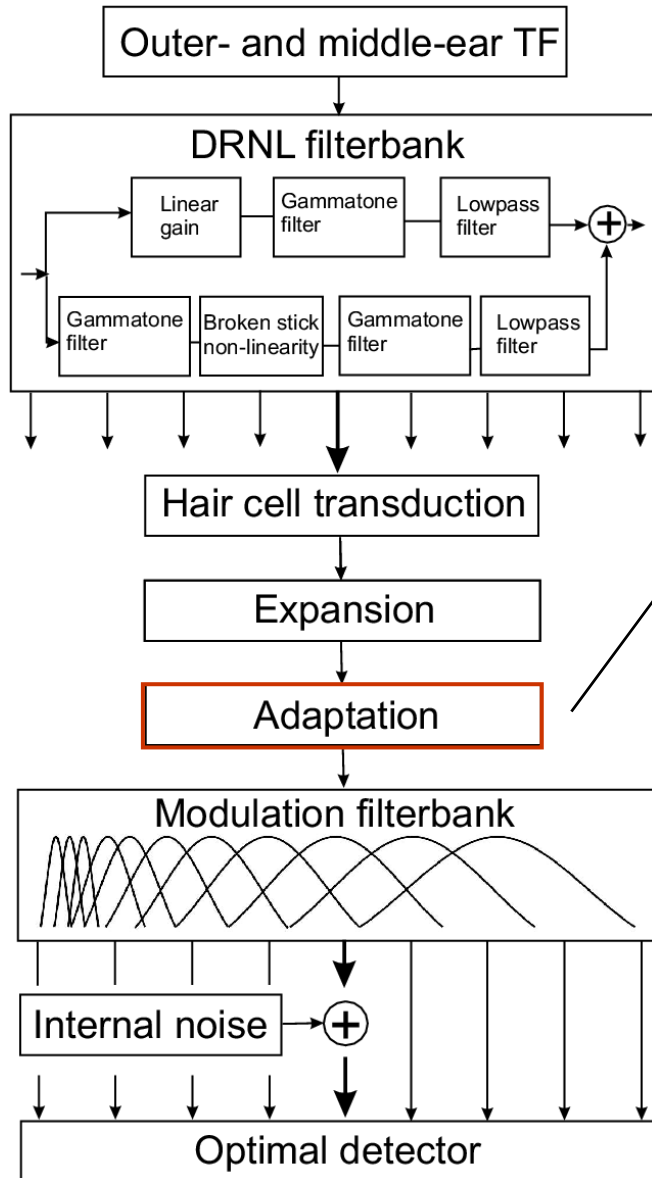 Outer- and middle-ear TF
DRNL filterbank
Linear
gain
Gammatone
filter
Lowpass
filter
+
Gammatone
filter
Broken stick
non-linearity
Gammatone
filter
Lowpass
filter
Hair cell transduction
Expansion
Adaptation
Modulation filterbank
Internal noise
+
Optimal detector